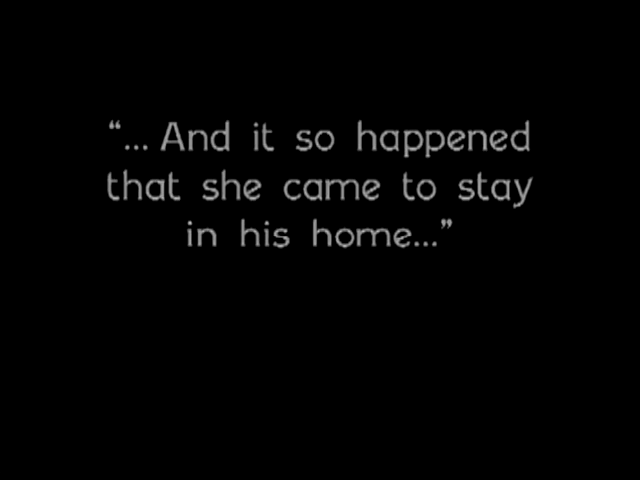 “... And it so happened
that she came to stay
in his home...”